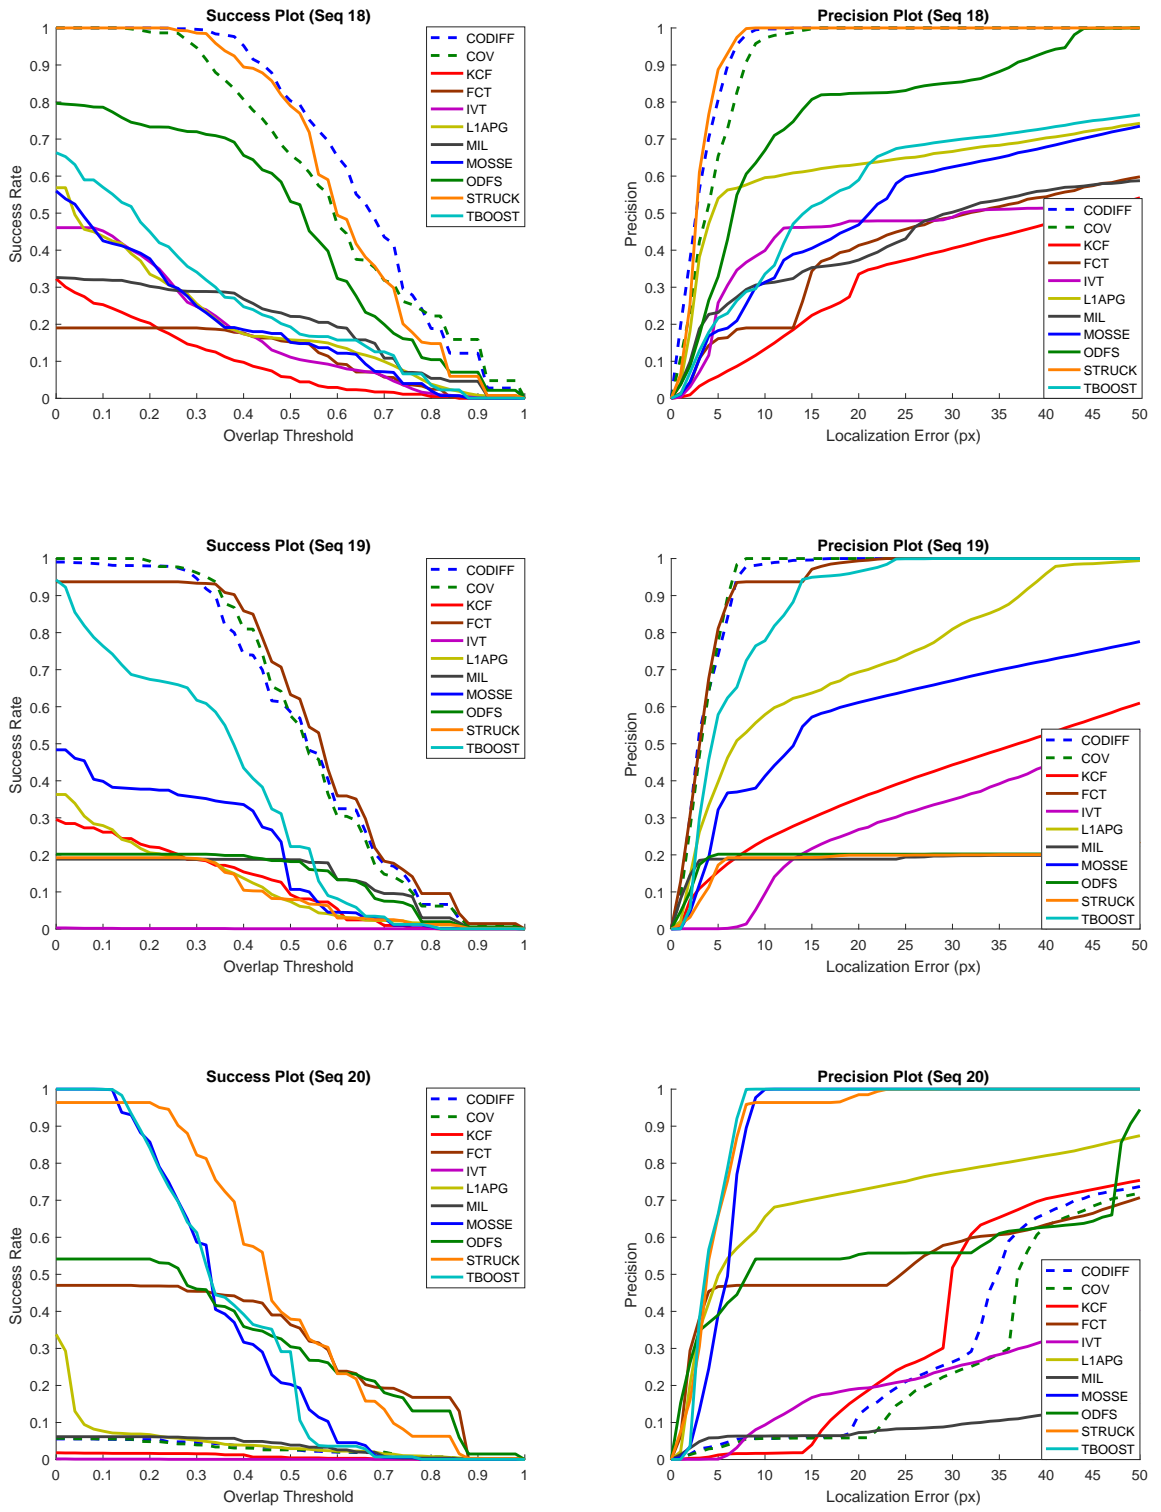 Success Plot (Seq 18)
Success Rate
1
0.9
0.8
0.7
0.6
0.5
0.4
0.3
0.2
0.1
0
0 0.1 0.2 0.3 0.4 0.5 0.6 0.7 0.8 0.9 1
Overlap Threshold
CODIFF
COV
KCF
FCT
IVT
L1APG
MIL
MOSSE
ODFS
STRUCK
TBOOST
Precision Plot (Seq 18)
Precision
1
0.9
0.8
0.7
0.6
0.5
0.4
0.3
0.2
0.1
0
0 5 10 15 20 25 30 35 40 45 50
Localization Error (px)
CODIFF
COV
KCF
FCT
IVT
L1APG
MIL
MOSSE
ODFS
STRUCK
TBOOST
Success Plot (Seq 19)
Success Rate
1
0.9
0.8
0.7
0.6
0.5
0.4
0.3
0.2
0.1
0
0 0.1 0.2 0.3 0.4 0.5 0.6 0.7 0.8 0.9 1
Overlap Threshold
CODIFF
COV
KCF
FCT
IVT
L1APG
MIL
MOSSE
ODFS
STRUCK
TBOOST
Precision Plot (Seq 19)
Precision
1
0.9
0.8
0.7
0.6
0.5
0.4
0.3
0.2
0.1
0
0 5 10 15 20 25 30 35 40 45 50
Localization Error (px)
CODIFF
COV
KCF
FCT
IVT
L1APG
MIL
MOSSE
ODFS
STRUCK
TBOOST
Success Plot (Seq 20)
Success Rate
1
0.9
0.8
0.7
0.6
0.5
0.4
0.3
0.2
0.1
0
0 0.1 0.2 0.3 0.4 0.5 0.6 0.7 0.8 0.9 1
Overlap Threshold
CODIFF
COV
KCF
FCT
IVT
L1APG
MIL
MOSSE
ODFS
STRUCK
TBOOST
Precision Plot (Seq 20)
Precision
1
0.9
0.8
0.7
0.6
0.5
0.4
0.3
0.2
0.1
0
0 5 10 15 20 25 30 35 40 45 50
Localization Error (px)
CODIFF
COV
KCF
FCT
IVT
L1APG
MIL
MOSSE
ODFS
STRUCK
TBOOST